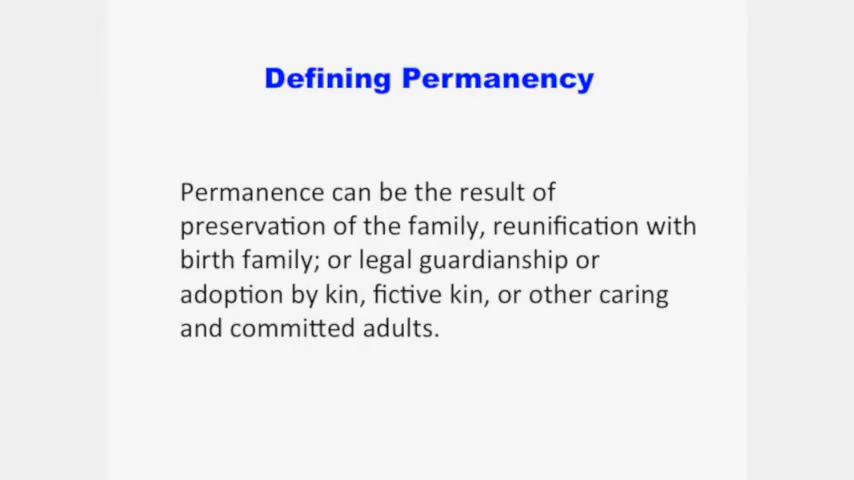 Defining Permanency
Permanence can be the result of
preservation of the family, reunification with
birth family; or legal guardianship or
adoption by kin, fictive kin, or other caring
and committed adults.